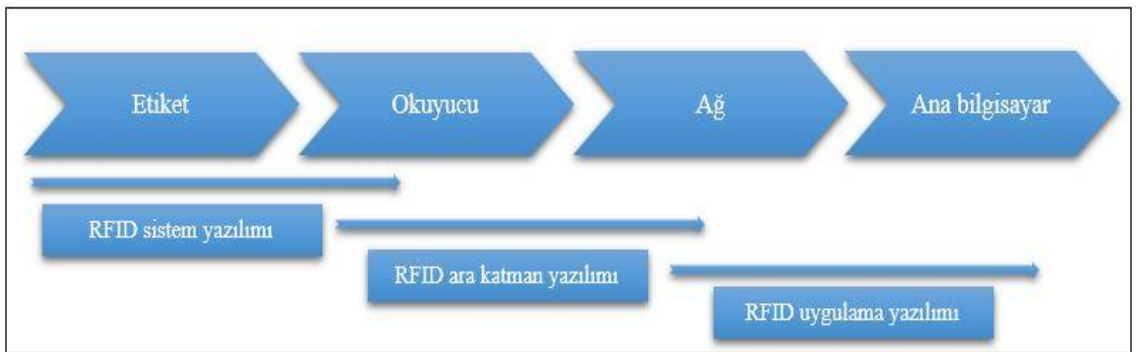 Etiket
Okuyucu
Ağ
Ana bilgisayar
RFID sistem yazılımı
RFID ara katman yazılımı
RFID uygulama yazılımı